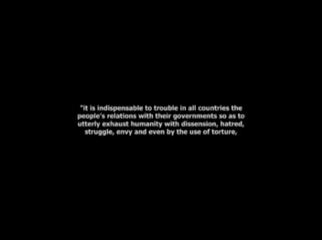 "it is indispensable to trouble in all countries the
people's relations with their governments so as to
utterly exhaust humanity with dissension, hatred,
struggle, envy and even by the use of torture,